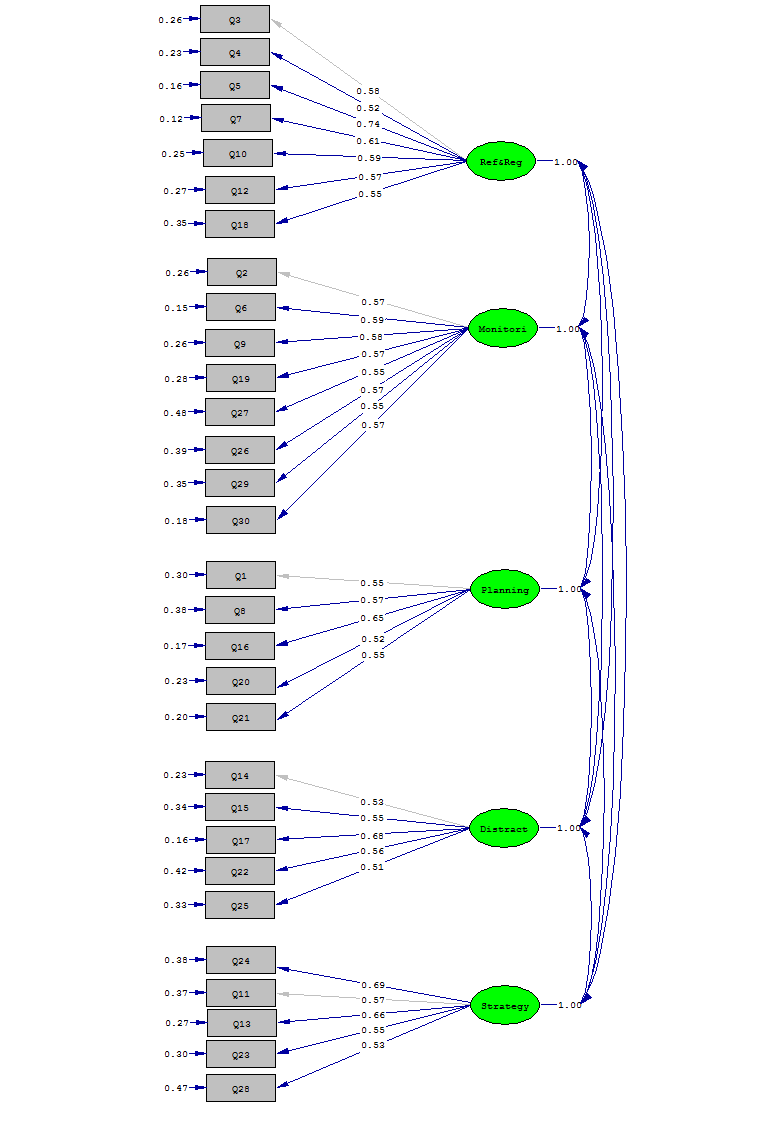 0.26 Q3
0.23 Q4
0.16 Q5
0.58
0.52
0.12 Q7
0.74
0.61
0.25 Q10
0.59
Ref&Reg 1.00
0.27 Q12
0.57
0.55
0.35 Q18
0.26 Q2
0.57
0.15 Q6
0.59
Monitori 1.00
0.26 Q9
0.58
0.57
0.28 Q19
0.55
0.57
0.48 Q27
0.55
0.57
0.39 Q26
0.35 Q29
0.18 Q30
0.30 Q1
0.55
Planning 1.00
0.38 Q8
0.57
0.65
0.17 Q16
0.52
0.55
0.23 Q20
0.20 Q21
0.23 Q14
0.53
0.34 Q15
0.55
Distract 1.00
0.16 Q17
0.68
0.56
0.42 Q22
0.51
0.33 Q25
0.38 Q24
0.69
0.37 Q11
0.57
Strategy 1.00
0.27 Q13
0.66
0.55
0.30 Q23
0.53
0.47 Q28